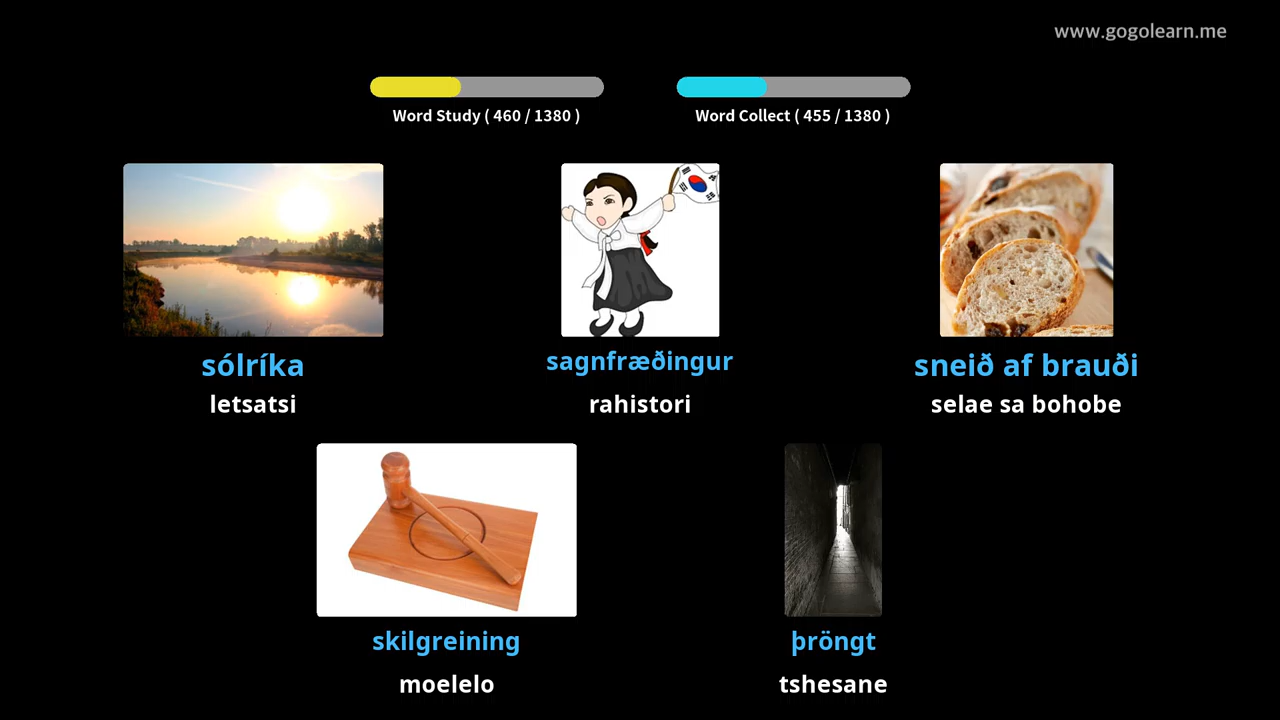 www.gogolearn.me
Word Study ( 460 / 1380 )
Word Collect ( 455 / 1380 )
sólríka
letsatsi
sagnfræðingur
rahistori
sneið af brauði
selae sa bohobe
skilgreining
moelelo
þröngt
tshesane